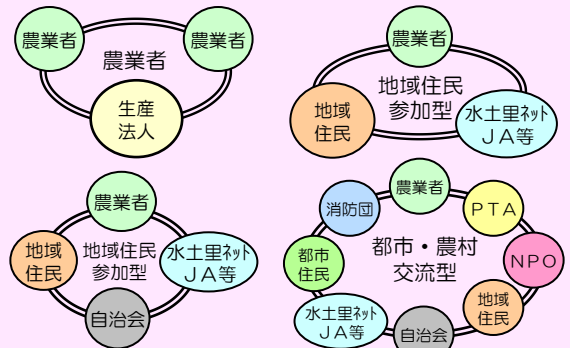 農業者
農業者
農業者
生産
法人
農業者
地域住民
参加型
地域
住民
水土里ネット
ＪＡ等
農業者
地域
住民
地域住民
参加型
水土里ネット
ＪＡ等
自治会
農業者
消防団
ＰＴＡ
都市
住民
都市・農村
交流型
ＮＰＯ
地域
住民
水土里ネット
ＪＡ等
自治会